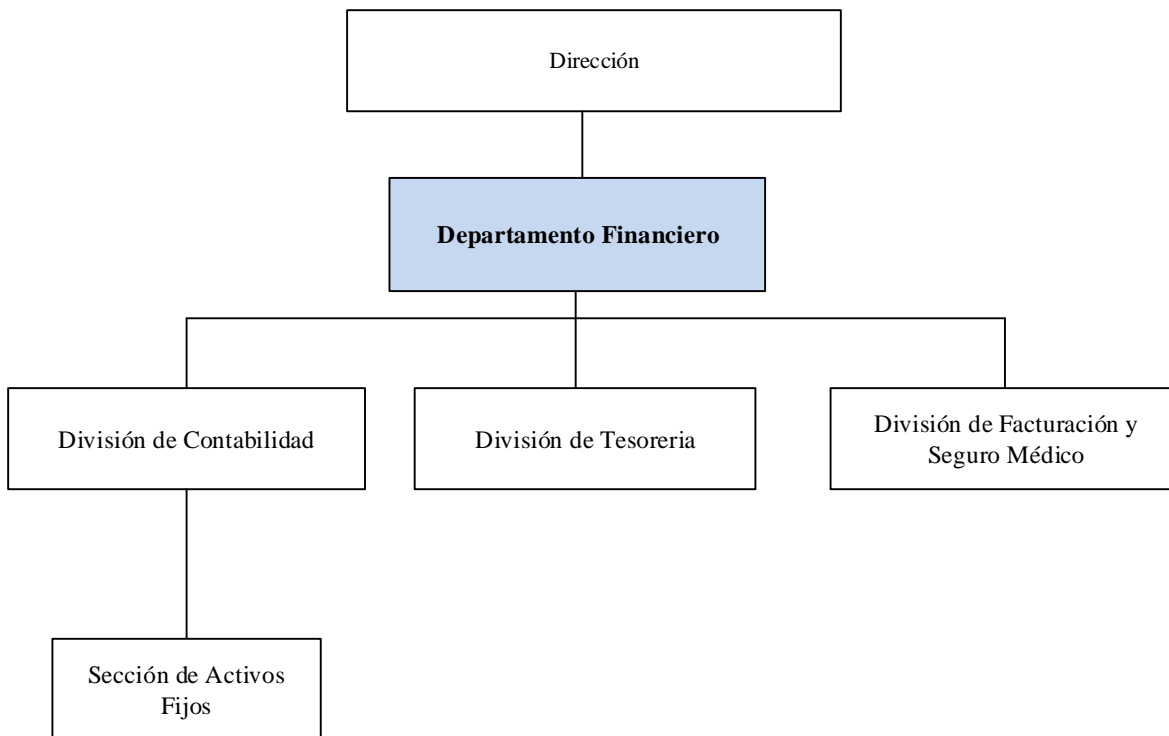 Dirección
Departamento Financiero
División de Contabilidad
División de Tesoreria
División de Facturación y
Seguro Médico
Sección de Activos
Fijos